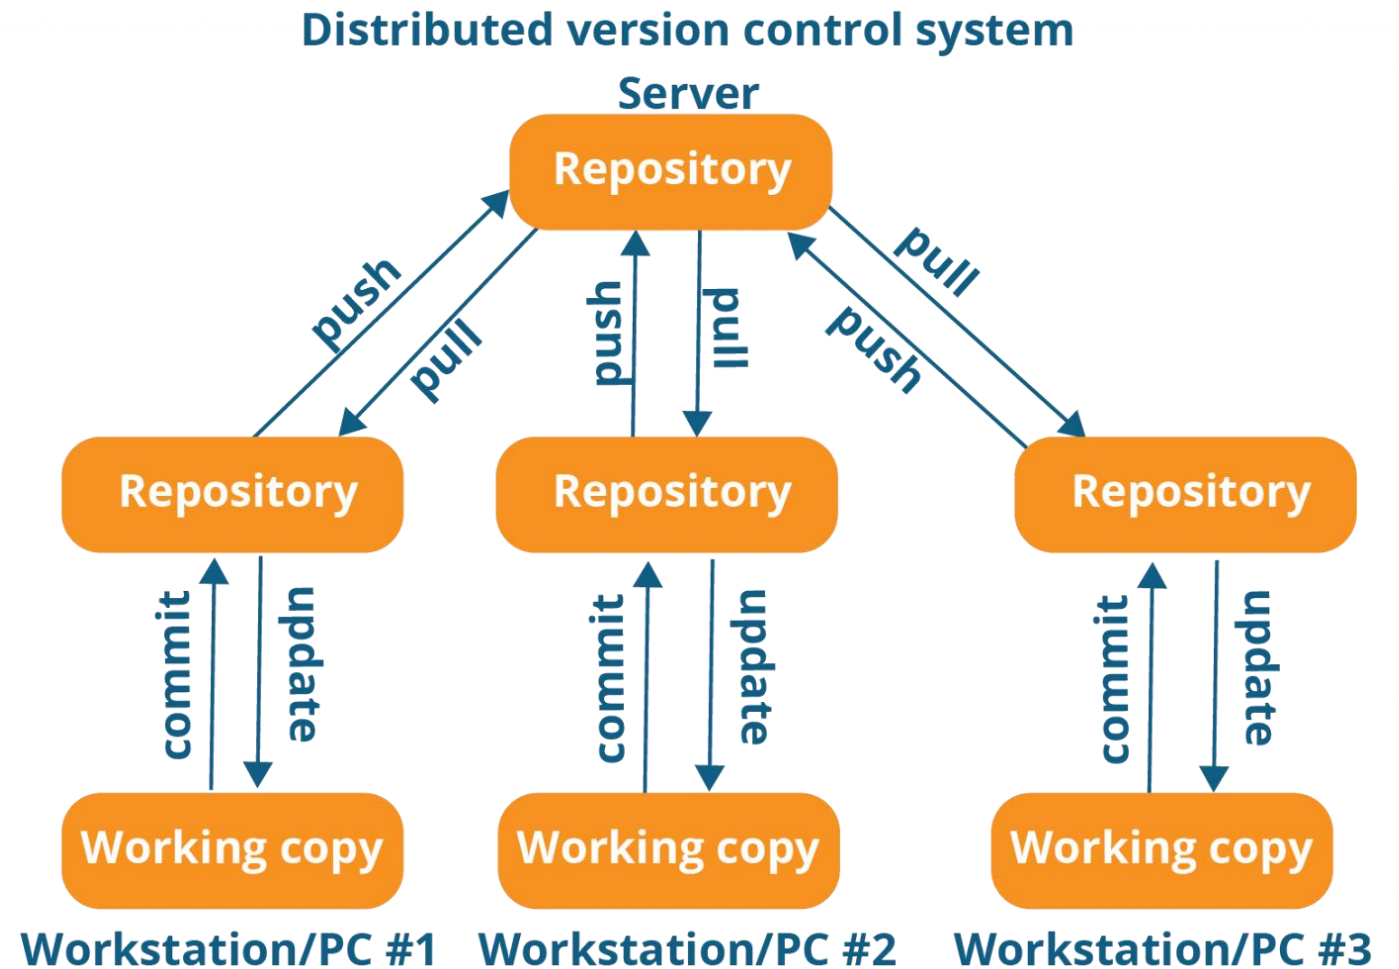 Distributed version control system
Server
Repository
push
pull
push
pull
push
pull
Repository
Repository
Repository
commit
update
commit
update
commit
update
Working copy
Working copy
Working copy
Workstation/PC #1
Workstation/PC #2
Workstation/PC #3